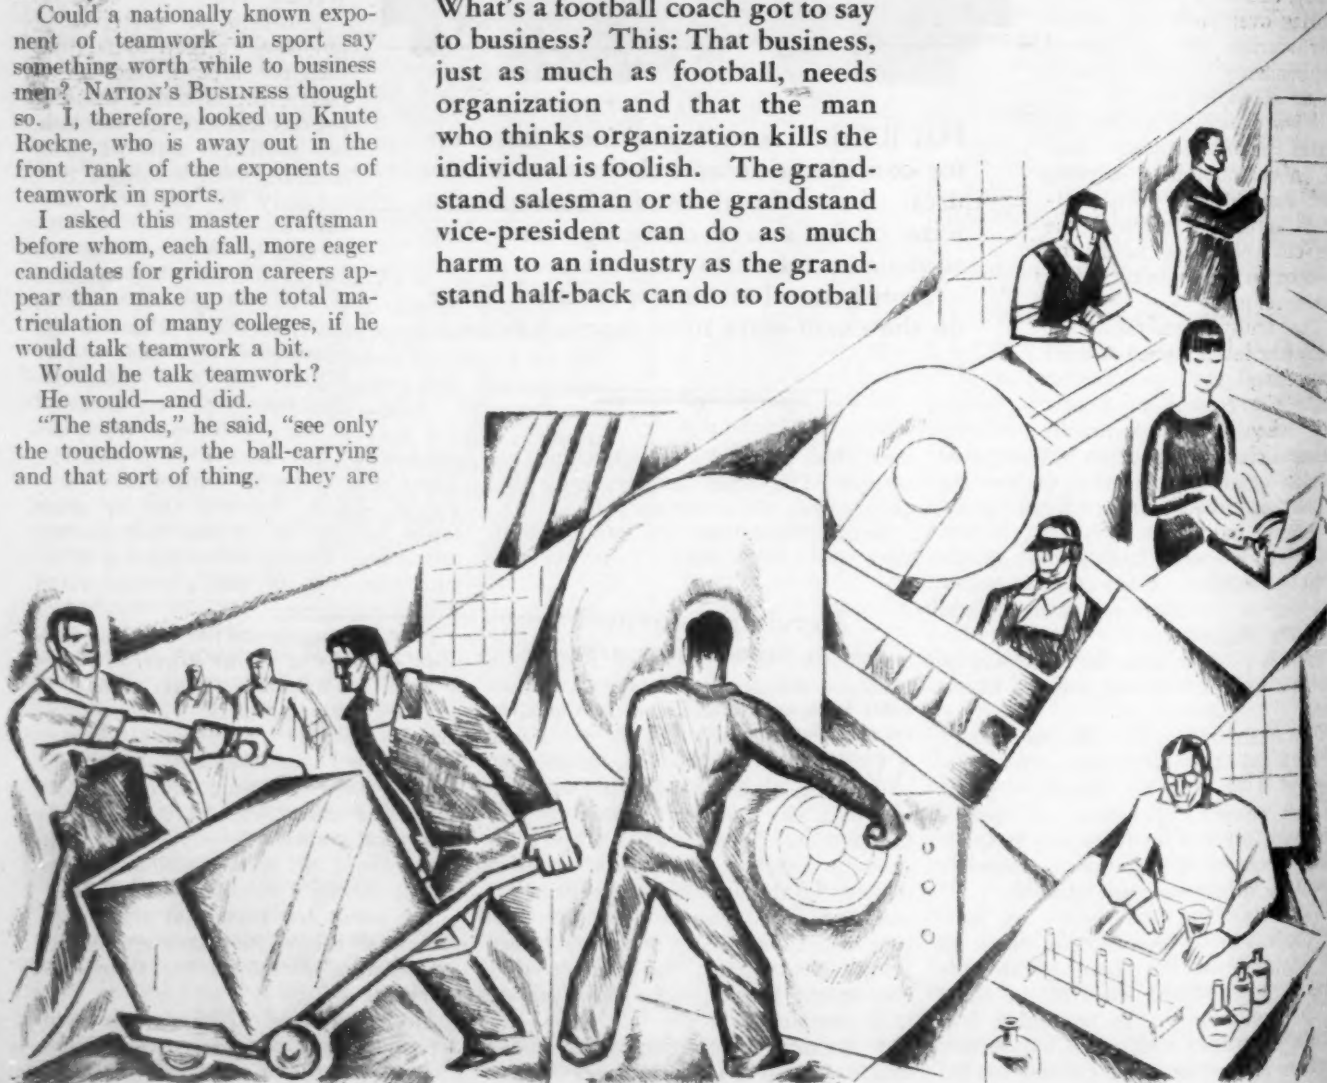 Could a nationally known expo-
nent of teamwork in sport say
something worth while to business
men? NATION'S BUSINESS thought
so. I, therefore, looked up Knute
Rockne, who is away out in the
front rank of the exponents of
teamwork in sports.
I asked this master craftsman
before whom, each fall, more eager
candidates for gridiron careers ap-
pear than make up the total ma-
triculation of many colleges, if he
would talk teamwork a bit.
Would he talk teamwork?
He would—and did.
“The stands,” he said, “see only
the touchdowns, the ball-carrying
and that sort of thing. They are
What's a football coach got to say
to business? This: That business,
just as much as football, needs
organization and that the man
who thinks organization kills the
individual is foolish. The grand-
stand salesman or the grandstand
vice-president can do as much
harm to an industry as the grand-
stand half-back can do to football